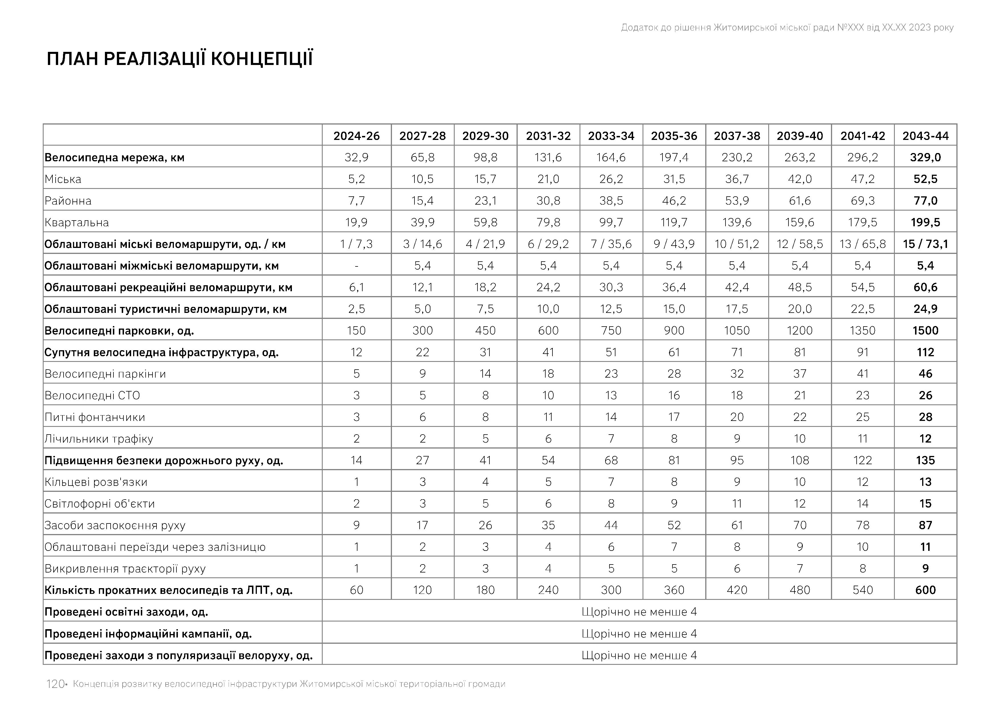 Додаток до рішення Житомирської міської ради №XXX від XX.XX 2023 року
ПЛАН РЕАЛІЗАЦІЇ КОНЦЕПЦІЇ
2024-26 2027-28 2029-30 2031-32 2033-34 2035-36 2037-38 2039-40 2041-42 2043-44
Велосипедна мережа, км 32,9 65,8 98,8 131,6 164,6 197,4 230,2 263,2 296,2 329,0
Міська 5,2 10,5 15,7 21,0 26,2 31,5 36,7 42,0 47,2 52,5
Районна 7,7 15,4 23,1 30,8 38,5 46,2 53,9 61,6 69,3 77,0
Квартальна 19,9 39,9 59,8 79,8 99,7 119,7 139,6 159,6 179,5 199,5
Облаштовані міські веломаршрути, од. / км 1 / 7,3 3 / 14,6 4 / 21,9 6 / 29,2 7 / 35,6 9 / 43,9 10 / 51,2 12 / 58,5 13 / 65,8 15 / 73,1
Облаштовані міжміські веломаршрути, км - 5,4 5,4 5,4 5,4 5,4 5,4 5,4 5,4 5,4
Облаштовані рекреаційні веломаршрути, км 6,1 12,1 18,2 24,2 30,3 36,4 42,4 48,5 54,5 60,6
Облаштовані туристичні веломаршрути, км 2,5 5,0 7,5 10,0 12,5 15,0 17,5 20,0 22,5 24,9
Велосипедні парковки, од. 150 300 450 600 750 900 1050 1200 1350 1500
Супутня велосипедна інфраструктура, од. 12 22 31 41 51 61 71 81 91 112
Велосипедні паркінги 5 9 14 18 23 28 32 37 41 46
Велосипедні СТО 3 5 8 10 13 16 18 21 23 26
Питні фонтанчики 3 6 8 11 14 17 20 22 25 28
Лічильники трафіку 2 2 5 6 7 8 9 10 11 12
Підвищення безпеки дорожнього руху, од. 14 27 41 54 68 81 95 108 122 135
Кільцеві розв'язки 1 3 4 5 7 8 9 10 12 13
Світлофорні об'єкти 2 3 5 6 8 9 11 12 14 15
Засоби заспокоєння руху 9 17 26 35 44 52 61 70 78 87
Облаштовані переїзди через залізницю 1 2 3 4 6 7 8 9 10 11
Викривлення траєкторії руху 1 2 3 4 5 5 6 7 8 9
Кількість прокатних велосипедів та ЛПТ, од. 60 120 180 240 300 360 420 480 540 600
Проведені освітні заходи, од. Щорічно не менше 4
Проведені інформаційні кампанії, од. Щорічно не менше 4
Проведені заходи з популяризації велоруху, од. Щорічно не менше 4
120• Концепція розвитку велосипедної інфраструктури Житомирської міської територіальної громади